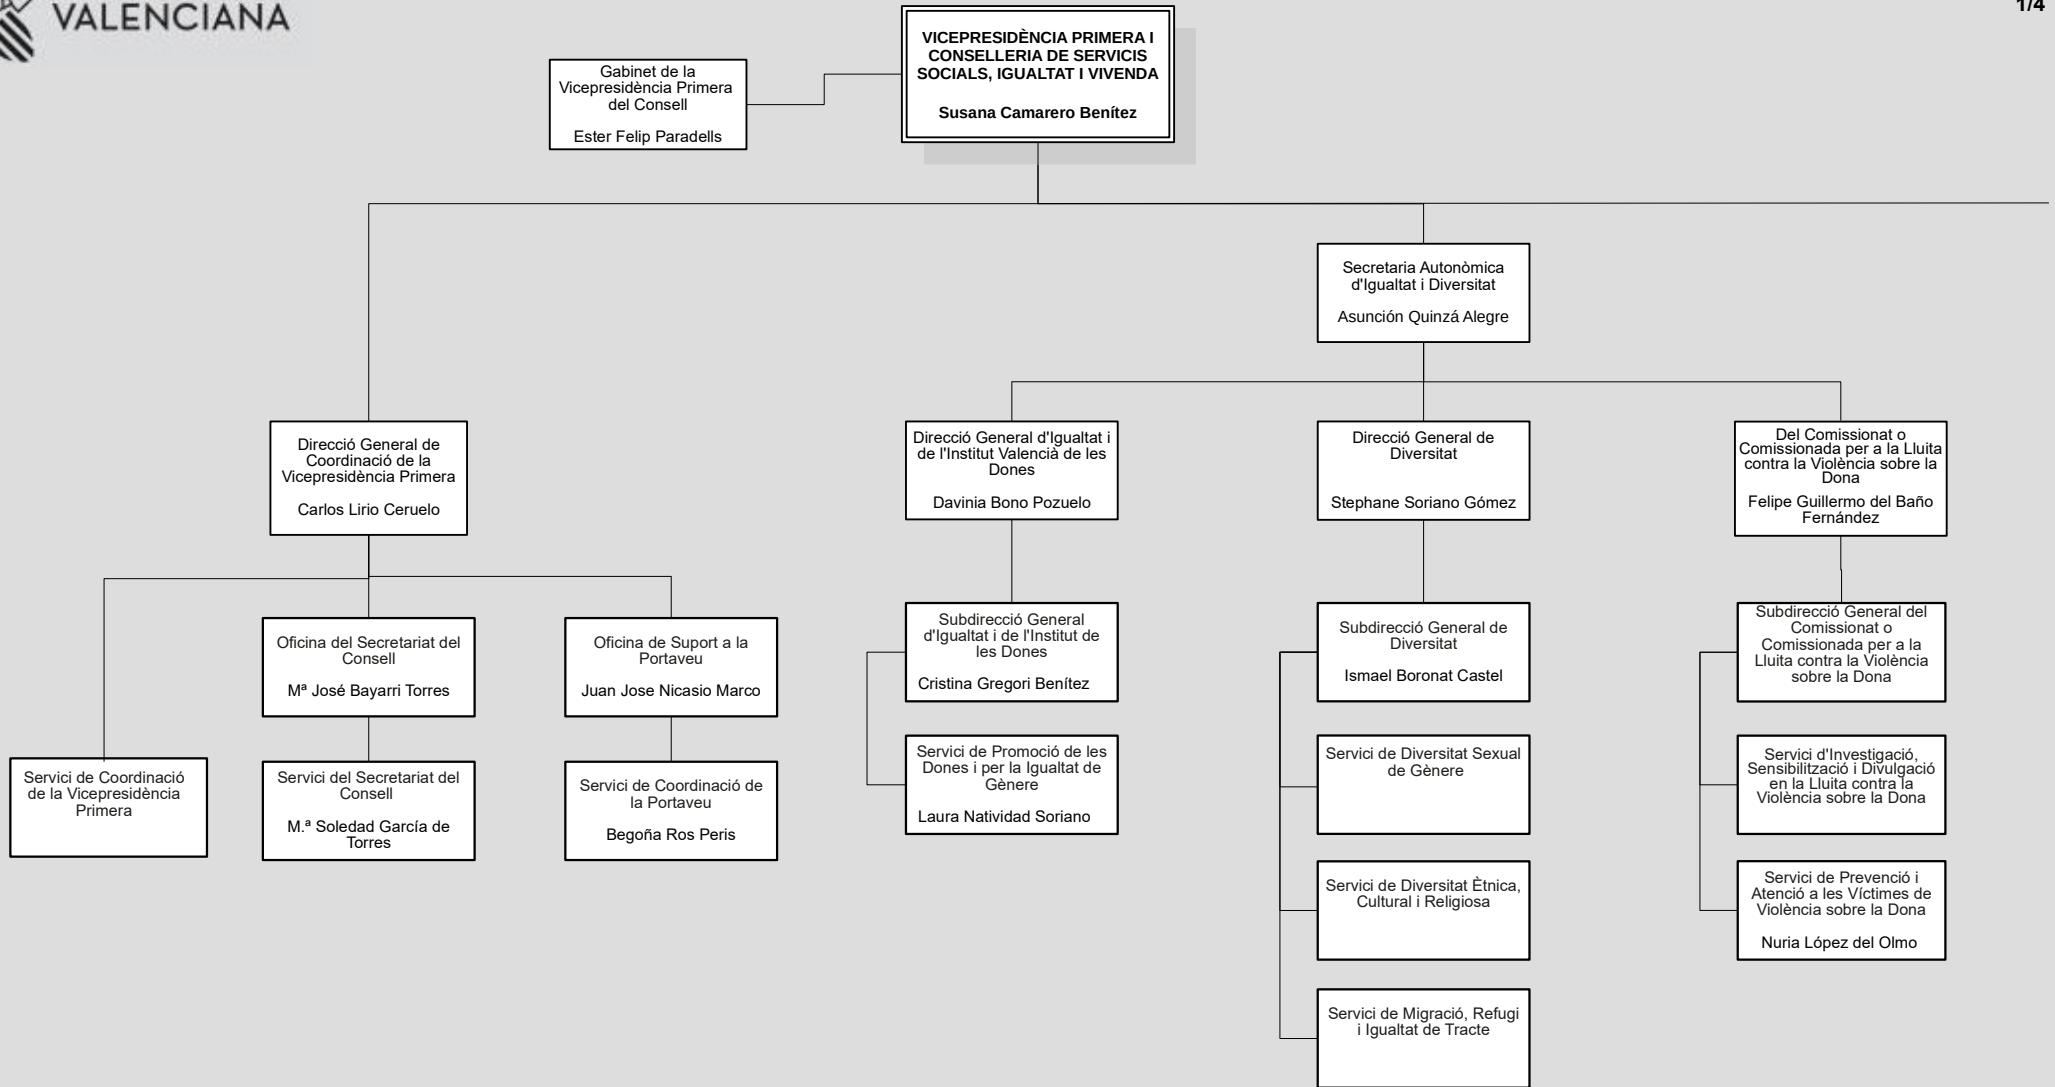 VALENCIANA
1/4
VICEPRESIDÈNCIA PRIMERA I
CONSELLERIA DE SERVICIS
SOCIALS, IGUALTAT I VIVENDA
Susana Camarero Benítez
Gabinet de la
Vicepresidència Primera
del Consell
Ester Felip Paradells
Secretaria Autonòmica
d'Igualtat i Diversitat
Asunción Quinzá Alegre
Direcció General de
Coordinació de la
Vicepresidència Primera
Carlos Lirio Ceruelo
Direcció General d'Igualtat i
de l'Institut Valencià de les
Dones
Davinia Bono Pozuelo
Direcció General de
Diversitat
Stephane Soriano Gómez
Del Comissionat o
Comissionada per a la Lluita
contra la Violència sobre la
Dona
Felipe Guillermo del Baño
Fernández
Oficina del Secretariat del
Consell
Mª José Bayarri Torres
Oficina de Suport a la
Portaveu
Juan Jose Nicasio Marco
Subdirecció General
d'Igualtat i de l'Institut de
les Dones
Cristina Gregori Benítez
Subdirecció General de
Diversitat
Ismael Boronat Castel
Subdirecció General del
Comissionat o
Comissionada per a la
Lluita contra la Violència
sobre la Dona
Servici de Coordinació
de la Vicepresidència
Primera
Servici del Secretariat del
Consell
M.ª Soledad García de
Torres
Servici de Coordinació de
la Portaveu
Begoña Ros Peris
Servici de Promoció de les
Dones i per la Igualtat de
Gènere
Laura Natividad Soriano
Servici de Diversitat Sexual
de Gènere
Servici d'Investigació,
Sensibilització i Divulgació
en la Lluita contra la
Violència sobre la Dona
Servici de Diversitat Ètnica,
Cultural i Religiosa
Servici de Prevenció i
Atenció a les Víctimes de
Violència sobre la Dona
Nuria López del Olmo
Servici de Migració, Refugi
i Igualtat de Tracte